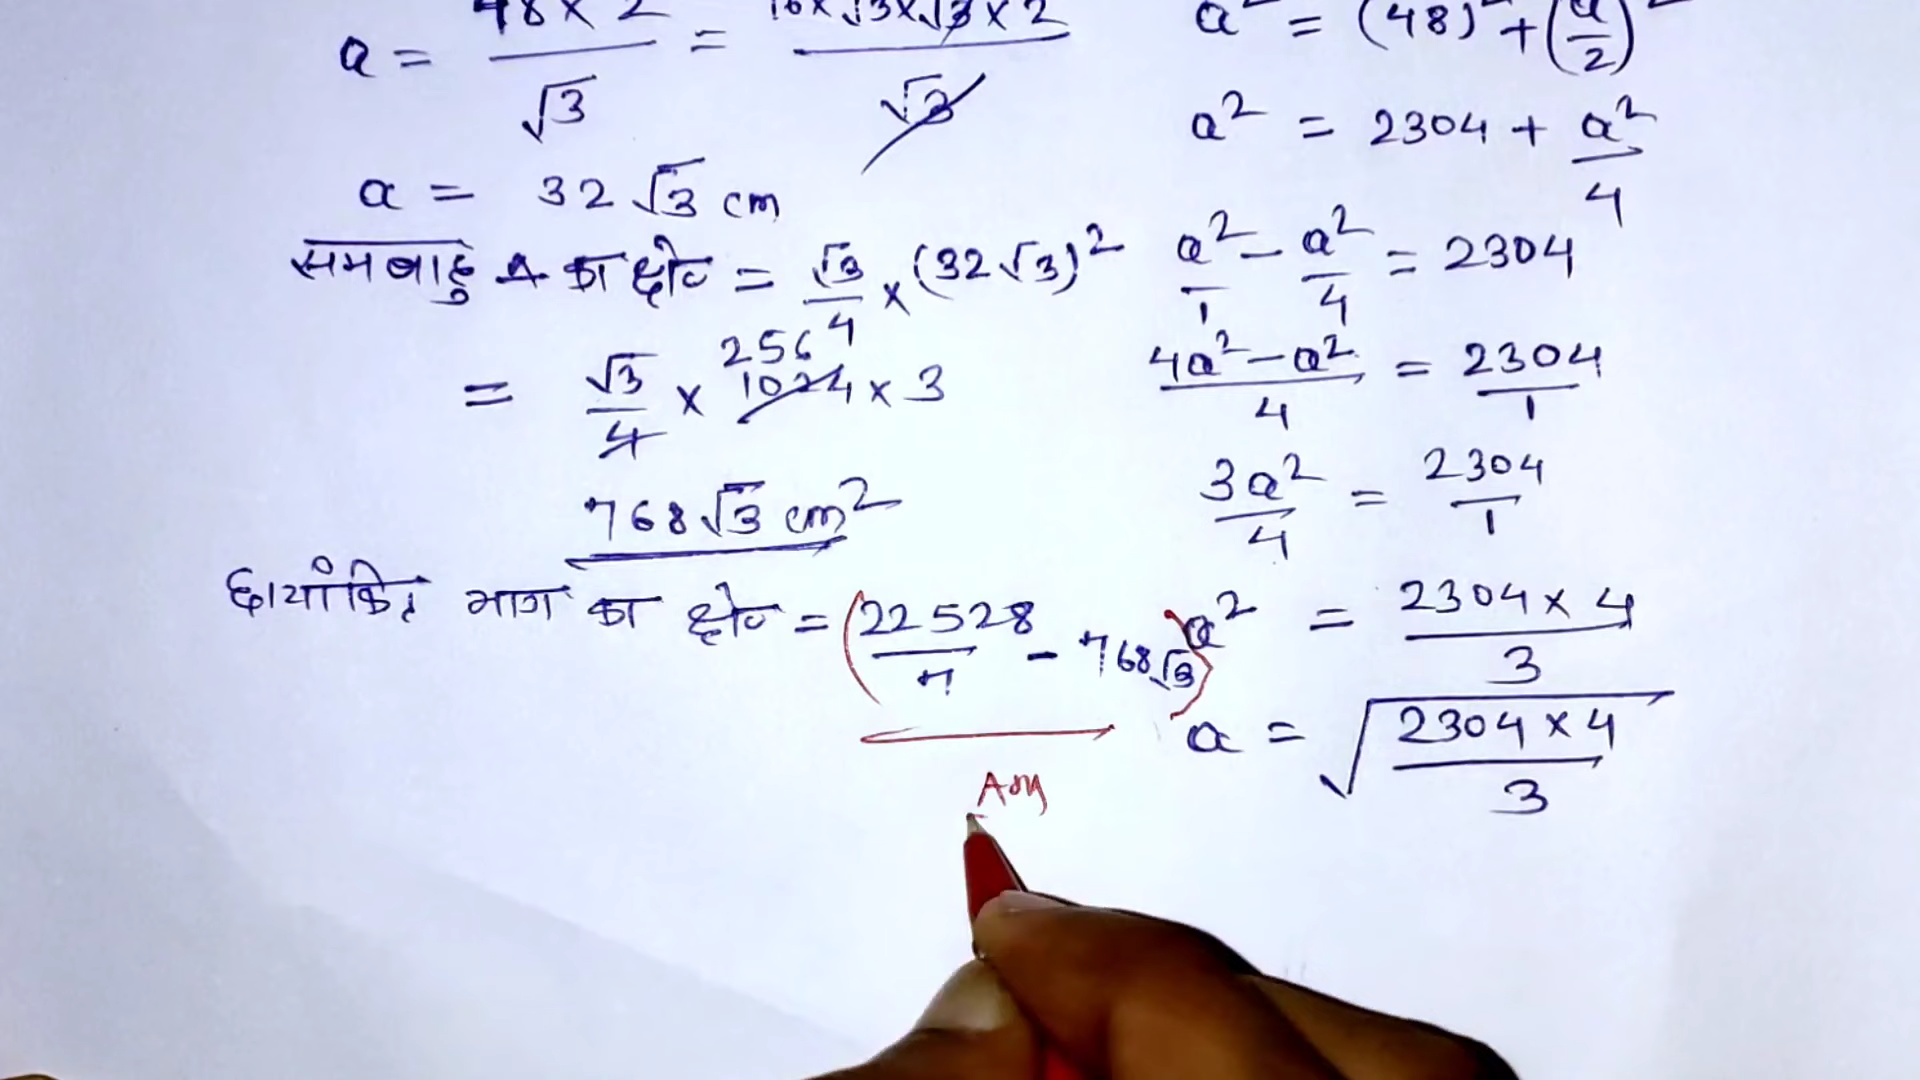 a = 48 × 2 / √3 = 16 × √3 × √3 × 2 / √3
a = 32√3 cm
समबाहु Δ का क्षे० = √3/4 × (32√3)²
= √3/4 × 1024 × 3
256
768√3 cm²
छायांकित भाग का क्षे० = (22528/7 - 768√3)
Ans
a² = (48)² + (a/2)²
a² = 2304 + a²/4
a²/1 - a²/4 = 2304
4a² - a²/4 = 2304/1
3a²/4 = 2304/1
a² = 2304 × 4/3
a = √2304 × 4/3